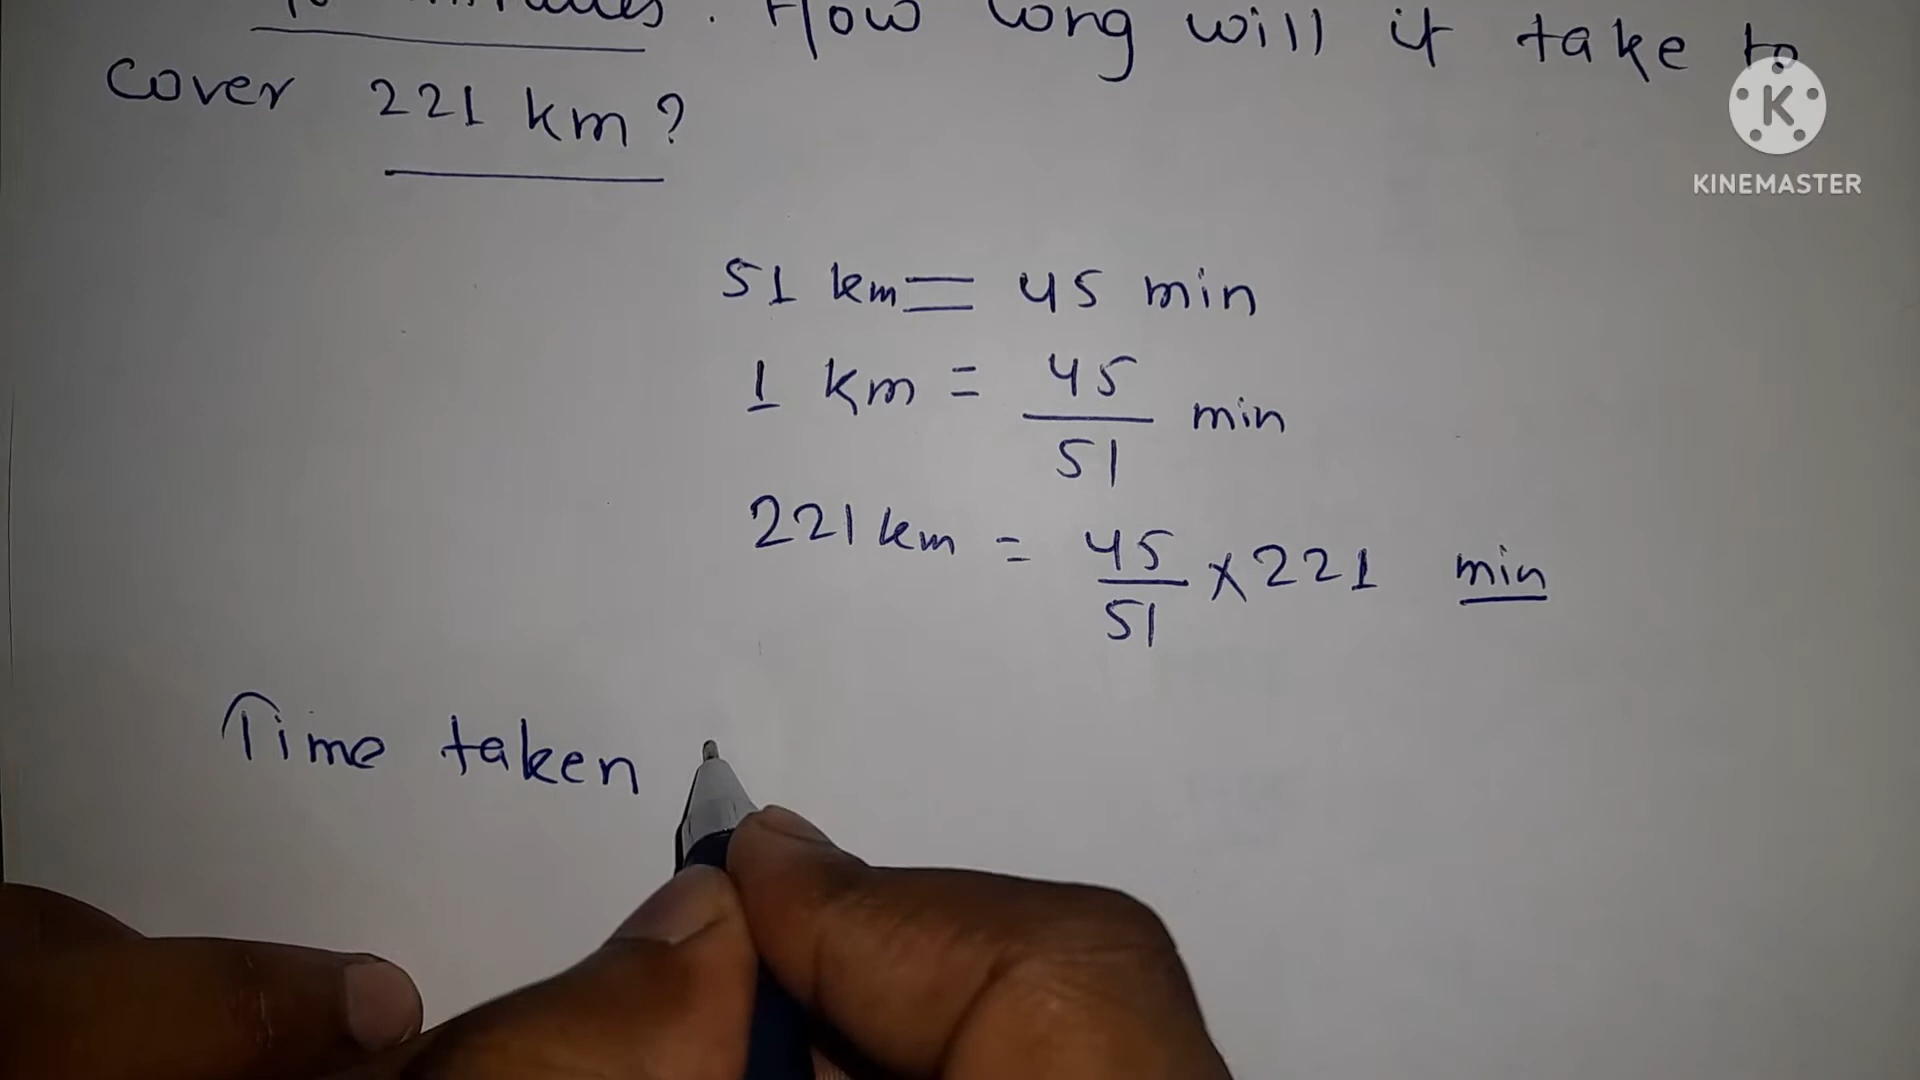 . How long will it take to
cover 221 km?
K
KINEMASTER
51 km = 45 min
1 km = 45/51 min
221 km = 45/51 × 221 min
Time taken